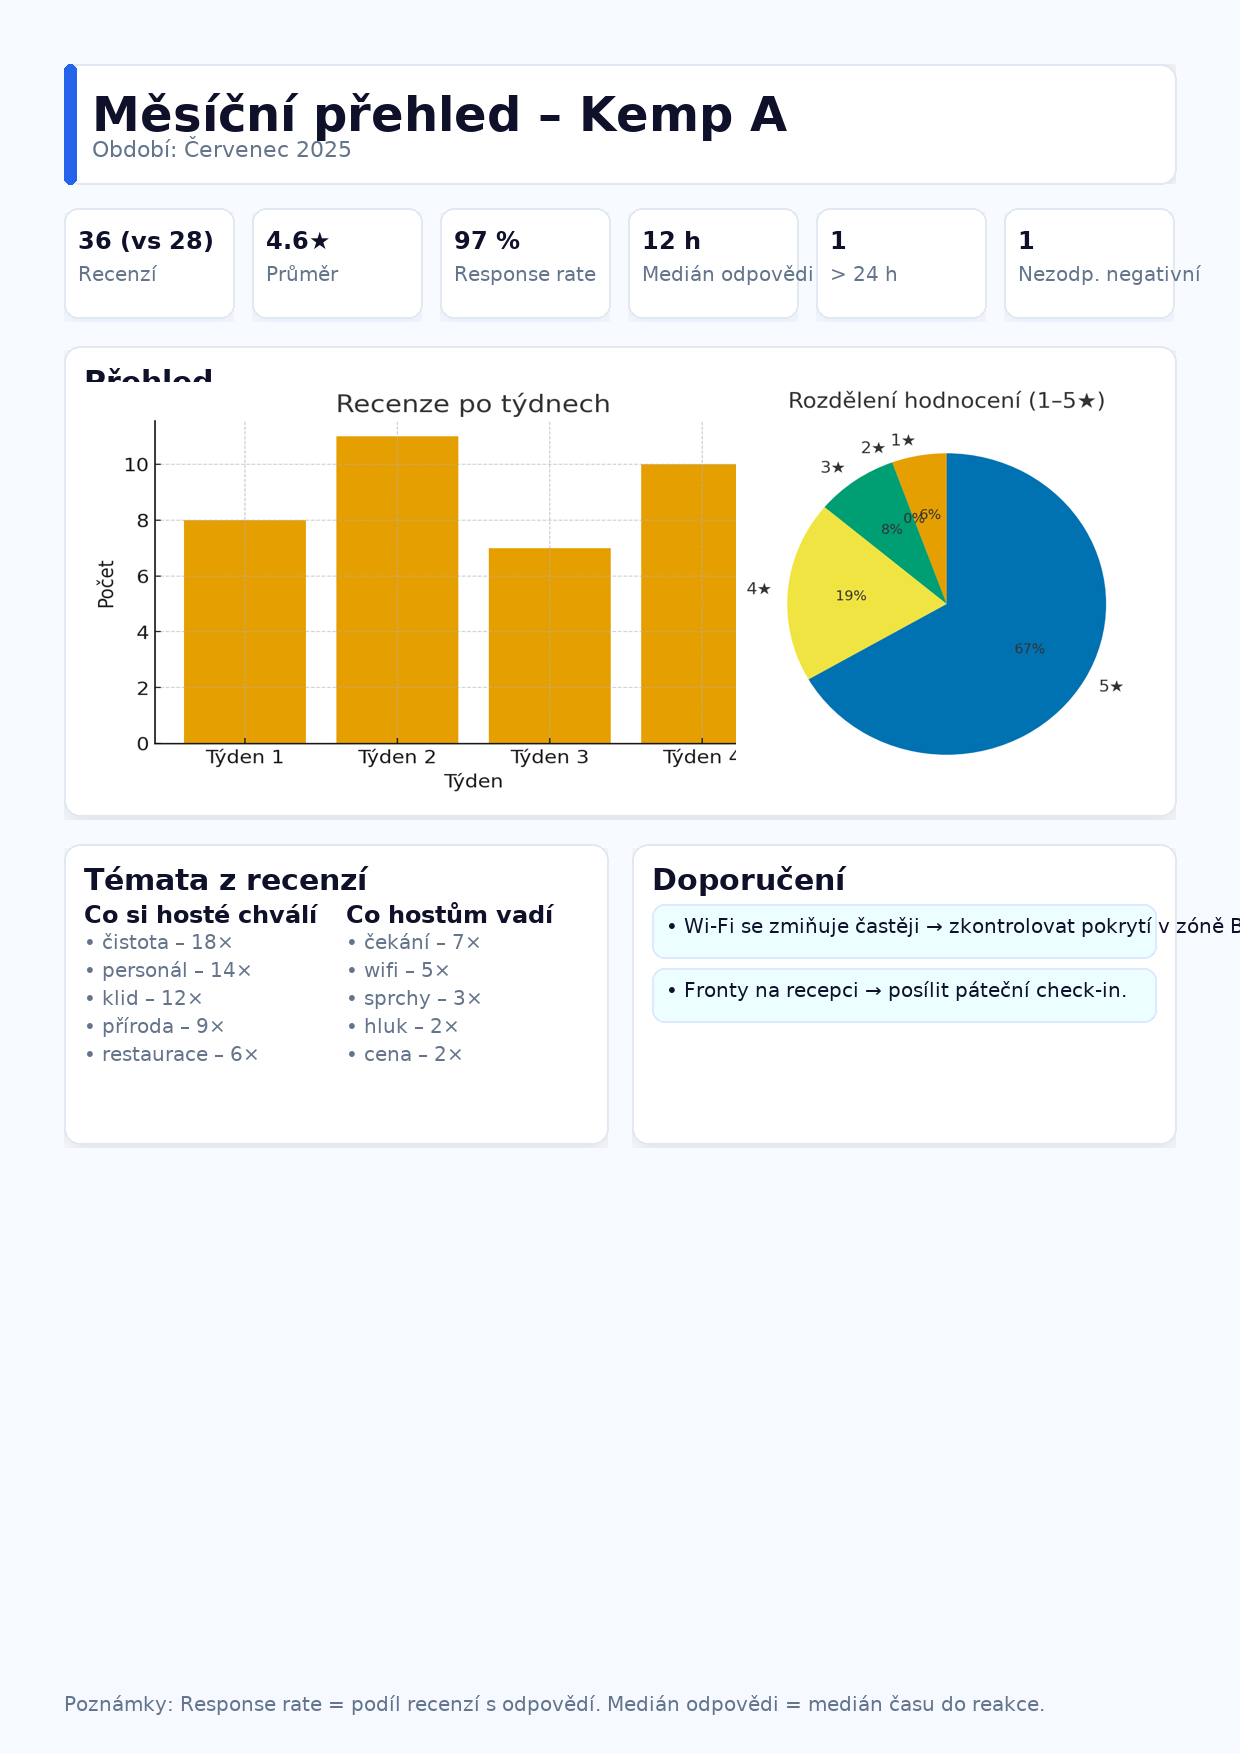 Měsíční přehled – Kemp A
Období: Červenec 2025
36 (vs 28)
Recenzí
4.6★
Průměr
97 %
Response rate
12 h
Medián odpovědi
1
> 24 h
1
Nezodp. negativní
Přehled
Recenze po týdnech
Počet
10
8
6
4
2
0
Týden 1
Týden 2
Týden 3
Týden 4
Týden
Rozdělení hodnocení (1–5★)
1★
2★
3★
4★
5★
6%
0%
8%
19%
67%
Témata z recenzí
Co si hosté chválí
• čistota – 18×
• personál – 14×
• klid – 12×
• příroda – 9×
• restaurace – 6×
Co hostům vadí
• čekání – 7×
• wifi – 5×
• sprchy – 3×
• hluk – 2×
• cena – 2×
Doporučení
• Wi-Fi se zmiňuje častěji → zkontrolovat pokrytí v zóně B
• Fronty na recepci → posílit páteční check-in.
Poznámky: Response rate = podíl recenzí s odpovědí. Medián odpovědi = medián času do reakce.